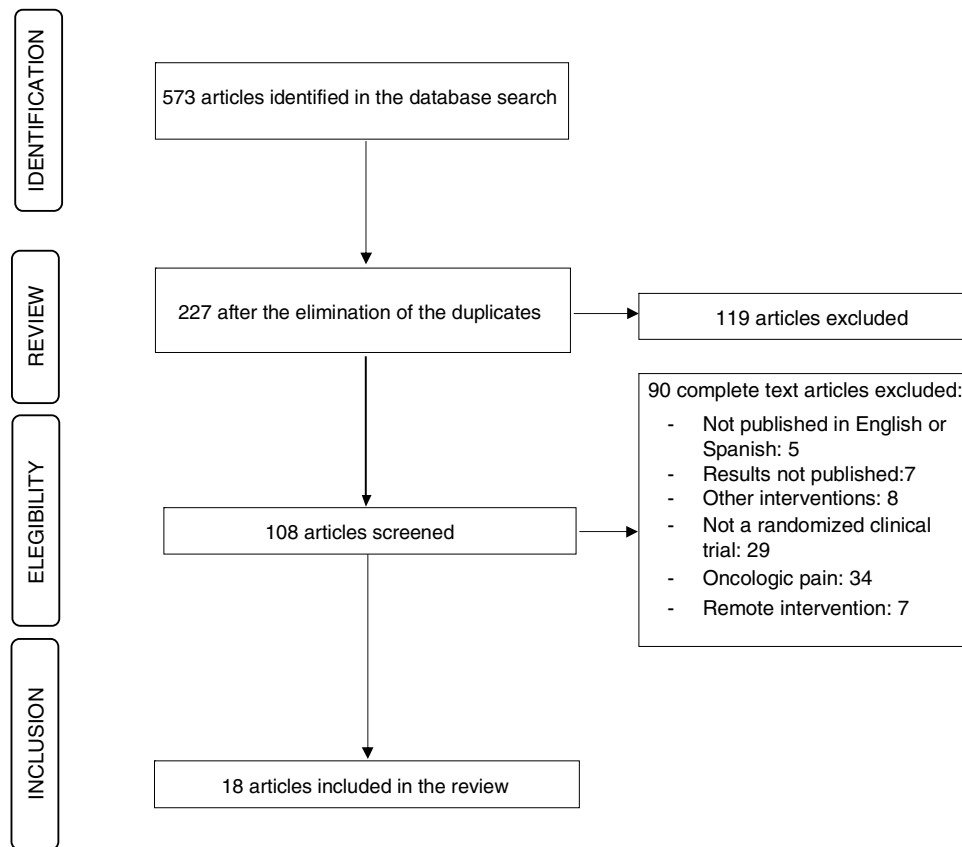 IDENTIFICATION
573 articles identified in the database search
REVIEW
227 after the elimination of the duplicates
119 articles excluded
ELEGIBILITY
108 articles screened
90 complete text articles excluded:
- Not published in English or
Spanish: 5
- Results not published:7
- Other interventions: 8
- Not a randomized clinical
trial: 29
- Oncologic pain: 34
- Remote intervention: 7
INCLUSION
18 articles included in the review